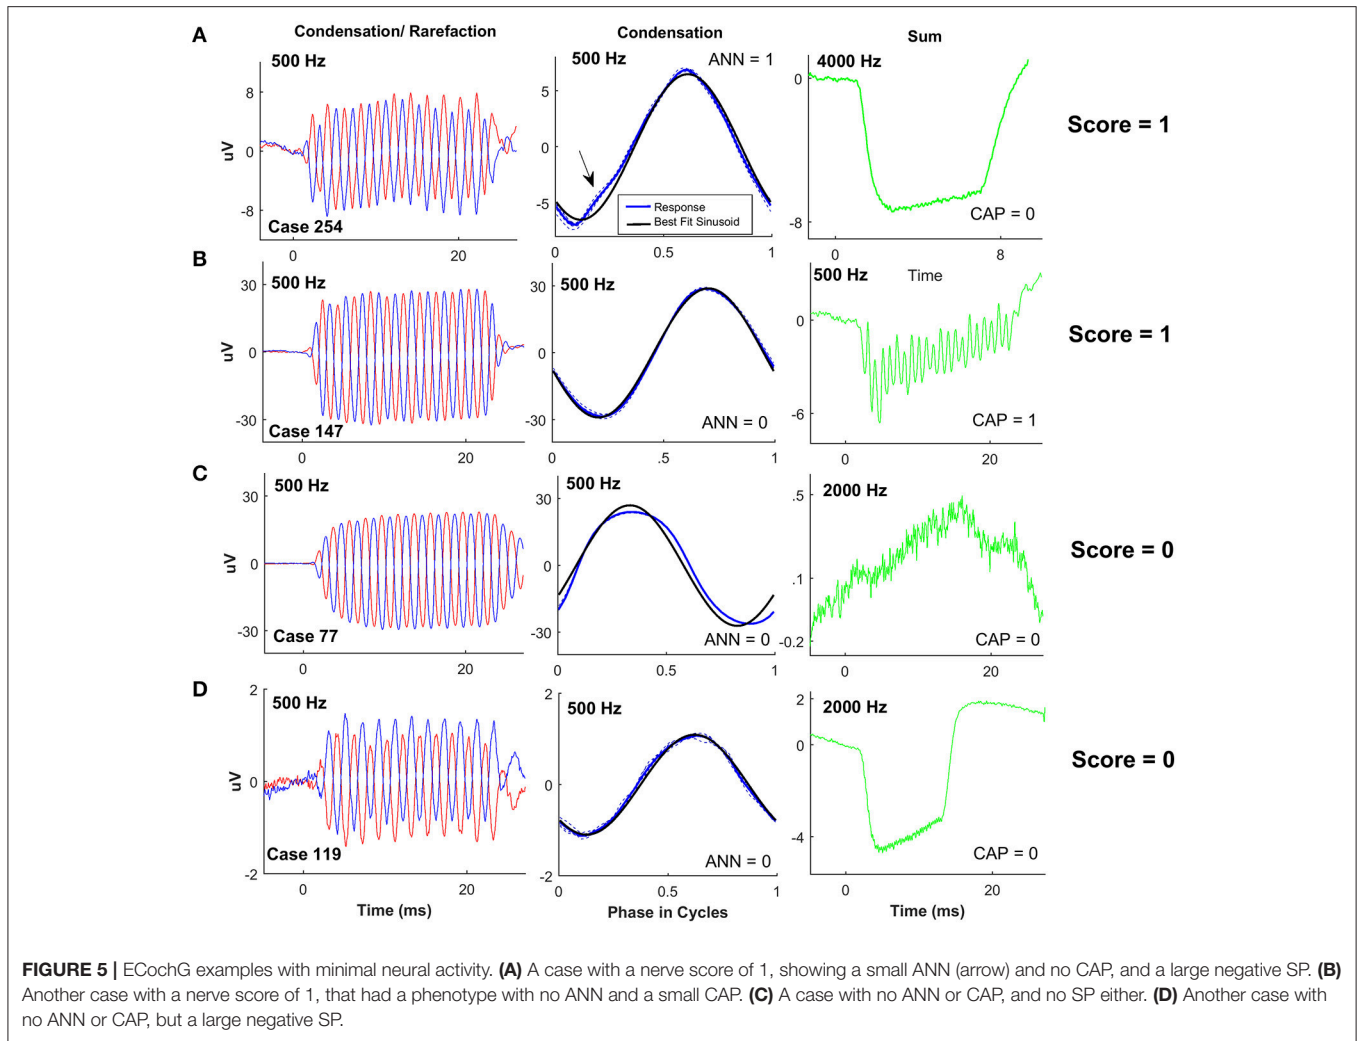 A
Condensation/ Rarefaction
Condensation
Sum
500 Hz
8
0
-8
uV
Case 254
0
20
500 Hz
ANN = 1
5
0
-5
Response
Best Fit Sinusoid
0
0.5
1
4000 Hz
0
-8
CAP = 0
0
8
Time
Score = 1
B
500 Hz
30
0
-30
uV
Case 147
0
20
500 Hz
30
0
-30
ANN = 0
0
.5
1
500 Hz
0
-6
CAP = 1
0
20
Score = 1
C
500 Hz
30
0
-30
uV
Case 77
0
20
500 Hz
30
0
-30
ANN = 0
0
0.5
1
2000 Hz
.5
.1
-0.2
CAP = 0
0
20
Score = 0
D
500 Hz
2
0
-2
uV
Case 119
0
20
Time (ms)
500 Hz
2
0
-2
ANN = 0
0
0.5
1
Phase in Cycles
2000 Hz
2
0
-4
CAP = 0
0
20
Time (ms)
Score = 0
FIGURE 5 | ECochG examples with minimal neural activity. (A) A case with a nerve score of 1, showing a small ANN (arrow) and no CAP, and a large negative SP. (B)
Another case with a nerve score of 1, that had a phenotype with no ANN and a small CAP. (C) A case with no ANN or CAP, and no SP either. (D) Another case with
no ANN or CAP, but a large negative SP.